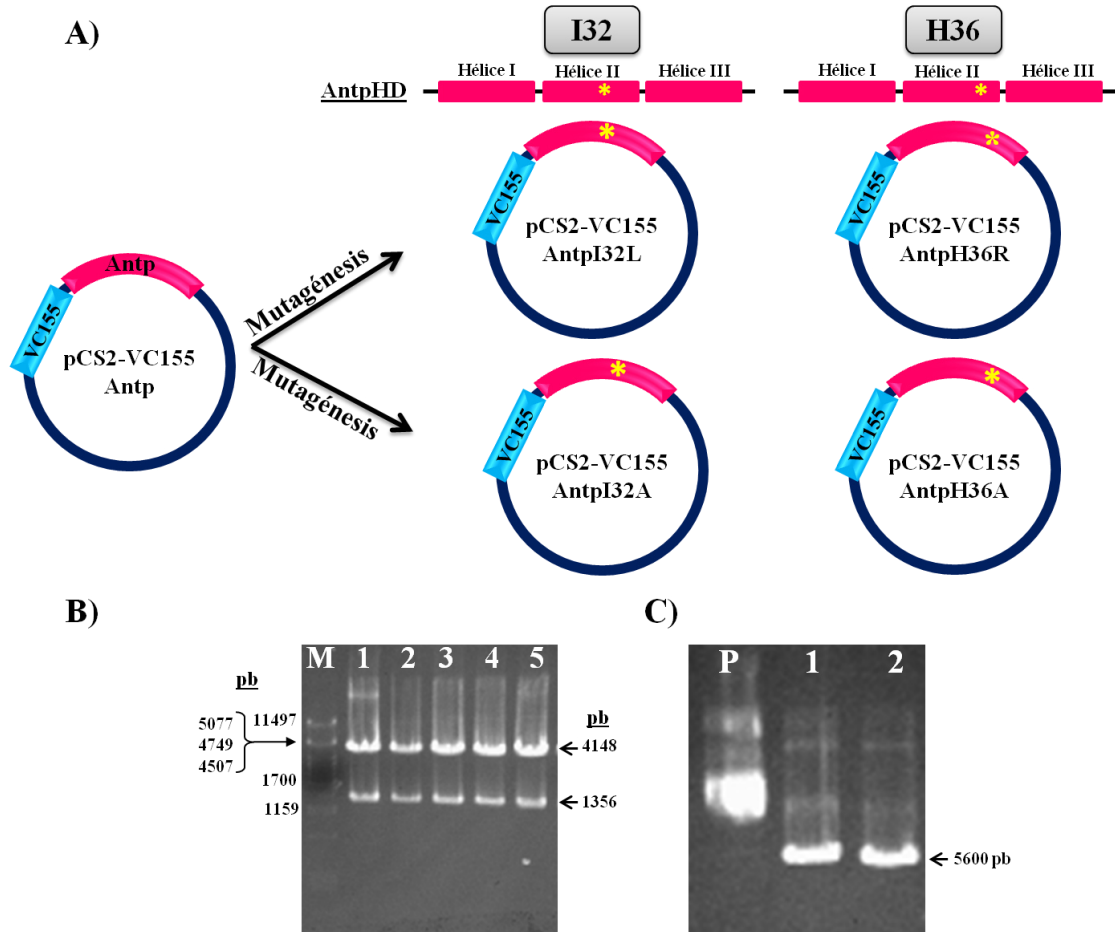 A)
I32
H36
Hélice I Hélice II Hélice III
Hélice I Hélice II Hélice III
AntpHD
*
*
*
*
VC155
pCS2-VC155
AntpI32L
VC155
pCS2-VC155
AntpH36R
Antp
VC155
pCS2-VC155
Antp
Mutagénesis
Mutagénesis
*
*
VC155
pCS2-VC155
AntpI32A
VC155
pCS2-VC155
AntpH36A
B)
M 1 2 3 4 5
pb
5077
4749
4507
11497
1700
1159
pb
4148
1356
C)
P 1 2
5600 pb